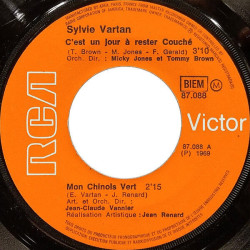 Sylvie Vartan
C'est un jour à rester Couché
(T. Brown - M. Jones - F. Gérald) 3'10
Orch. Dir. : Micky Jones et Tommy Brown
BIEM
87.088
RCA
Victor
87.088 A
(P) 1969
Mon Chinois Vert 2'15
(E. Vartan - J. Renard)
Art. et Orch. Dir. :
Jean-Claude Vannier
Réalisation Artistique : Jean Renard